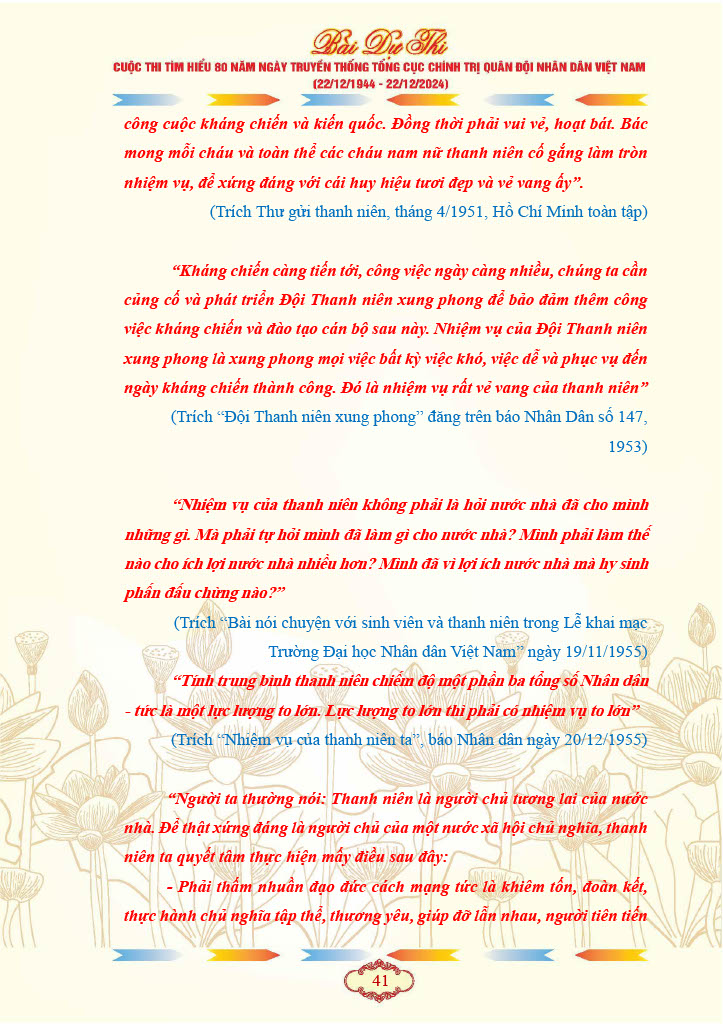 Bài Dự Thi
CUỘC THI TÌM HIỂU 80 NĂM NGÀY TRUYỀN THỐNG TỔNG CỤC CHÍNH TRỊ QUÂN ĐỘI NHÂN DÂN VIỆT NAM
(22/12/1944 - 22/12/2024)
công cuộc kháng chiến và kiến quốc. Đồng thời phải vui vẻ, hoạt bát. Bác
mong mỗi cháu và toàn thể các cháu nam nữ thanh niên cố gắng làm tròn
nhiệm vụ, để xứng đáng với cái huy hiệu tươi đẹp và vẻ vang ấy”.
(Trích Thư gửi thanh niên, tháng 4/1951, Hồ Chí Minh toàn tập)
“Kháng chiến càng tiến tới, công việc ngày càng nhiều, chúng ta cần
củng cố và phát triển Đội Thanh niên xung phong để bảo đảm thêm công
việc kháng chiến và đào tạo cán bộ sau này. Nhiệm vụ của Đội Thanh niên
xung phong là xung phong mọi việc bất kỳ việc khó, việc dễ và phục vụ đến
ngày kháng chiến thành công. Đó là nhiệm vụ rất vẻ vang của thanh niên”
(Trích “Đội Thanh niên xung phong” đăng trên báo Nhân Dân số 147,
1953)
“Nhiệm vụ của thanh niên không phải là hỏi nước nhà đã cho mình
những gì. Mà phải tự hỏi mình đã làm gì cho nước nhà? Mình phải làm thế
nào cho ích lợi nước nhà nhiều hơn? Mình đã vì lợi ích nước nhà mà hy sinh
phấn đấu chừng nào?”
(Trích “Bài nói chuyện với sinh viên và thanh niên trong Lễ khai mạc
Trường Đại học Nhân dân Việt Nam” ngày 19/11/1955)
“Tính trung bình thanh niên chiếm độ một phần ba tổng số Nhân dân
- tức là một lực lượng to lớn. Lực lượng to lớn thì phải có nhiệm vụ to lớn”
(Trích “Nhiệm vụ của thanh niên ta”, báo Nhân dân ngày 20/12/1955)
“Người ta thường nói: Thanh niên là người chủ tương lai của nước
nhà. Để thật xứng đáng là người chủ của một nước xã hội chủ nghĩa, thanh
niên ta quyết tâm thực hiện mấy điều sau đây:
- Phải thấm nhuần đạo đức cách mạng tức là khiêm tốn, đoàn kết,
thực hành chủ nghĩa tập thể, thương yêu, giúp đỡ lẫn nhau, người tiên tiến
41